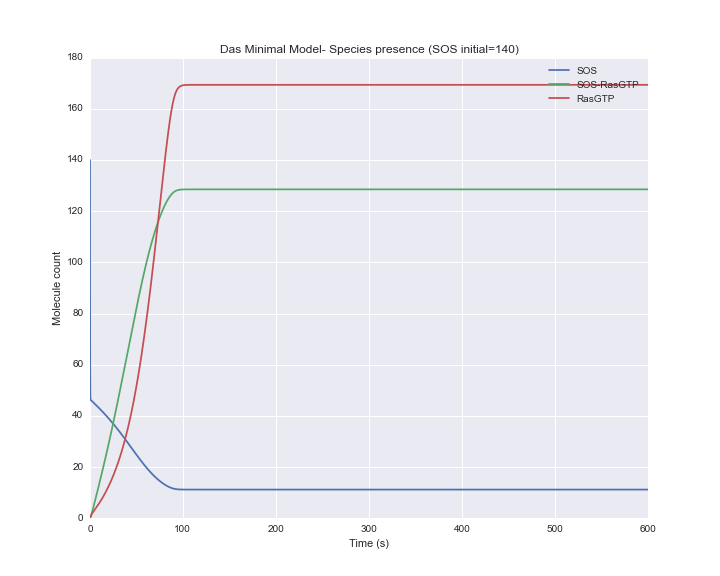 Das Minimal Model- Species presence (SOS initial=140)
180
160
140
120
100
80
60
40
20
0
Molecule count
SOS
SOS-RasGTP
RasGTP
0 100 200 300 400 500 600
Time (s)